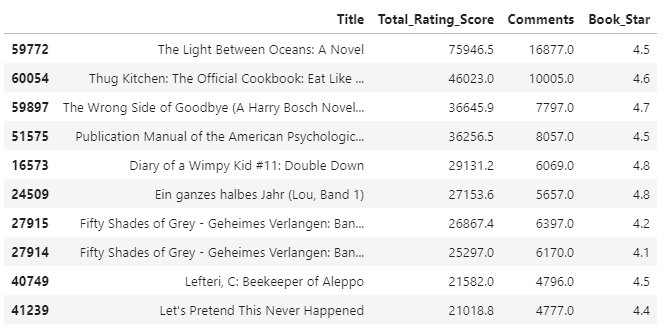 Title Total_Rating_Score Comments Book_Star
59772 The Light Between Oceans: A Novel 75946.5 16877.0 4.5
60054 Thug Kitchen: The Official Cookbook: Eat Like ... 46023.0 10005.0 4.6
59897 The Wrong Side of Goodbye (A Harry Bosch Novel... 36645.9 7797.0 4.7
51575 Publication Manual of the American Psychologic... 36256.5 8057.0 4.5
16573 Diary of a Wimpy Kid #11: Double Down 29131.2 6069.0 4.8
24509 Ein ganzes halbes Jahr (Lou, Band 1) 27153.6 5657.0 4.8
27915 Fifty Shades of Grey - Geheimes Verlangen: Ban... 26867.4 6397.0 4.2
27914 Fifty Shades of Grey - Geheimes Verlangen: Ban... 25297.0 6170.0 4.1
40749 Lefteri, C: Beekeeper of Aleppo 21582.0 4796.0 4.5
41239 Let's Pretend This Never Happened 21018.8 4777.0 4.4